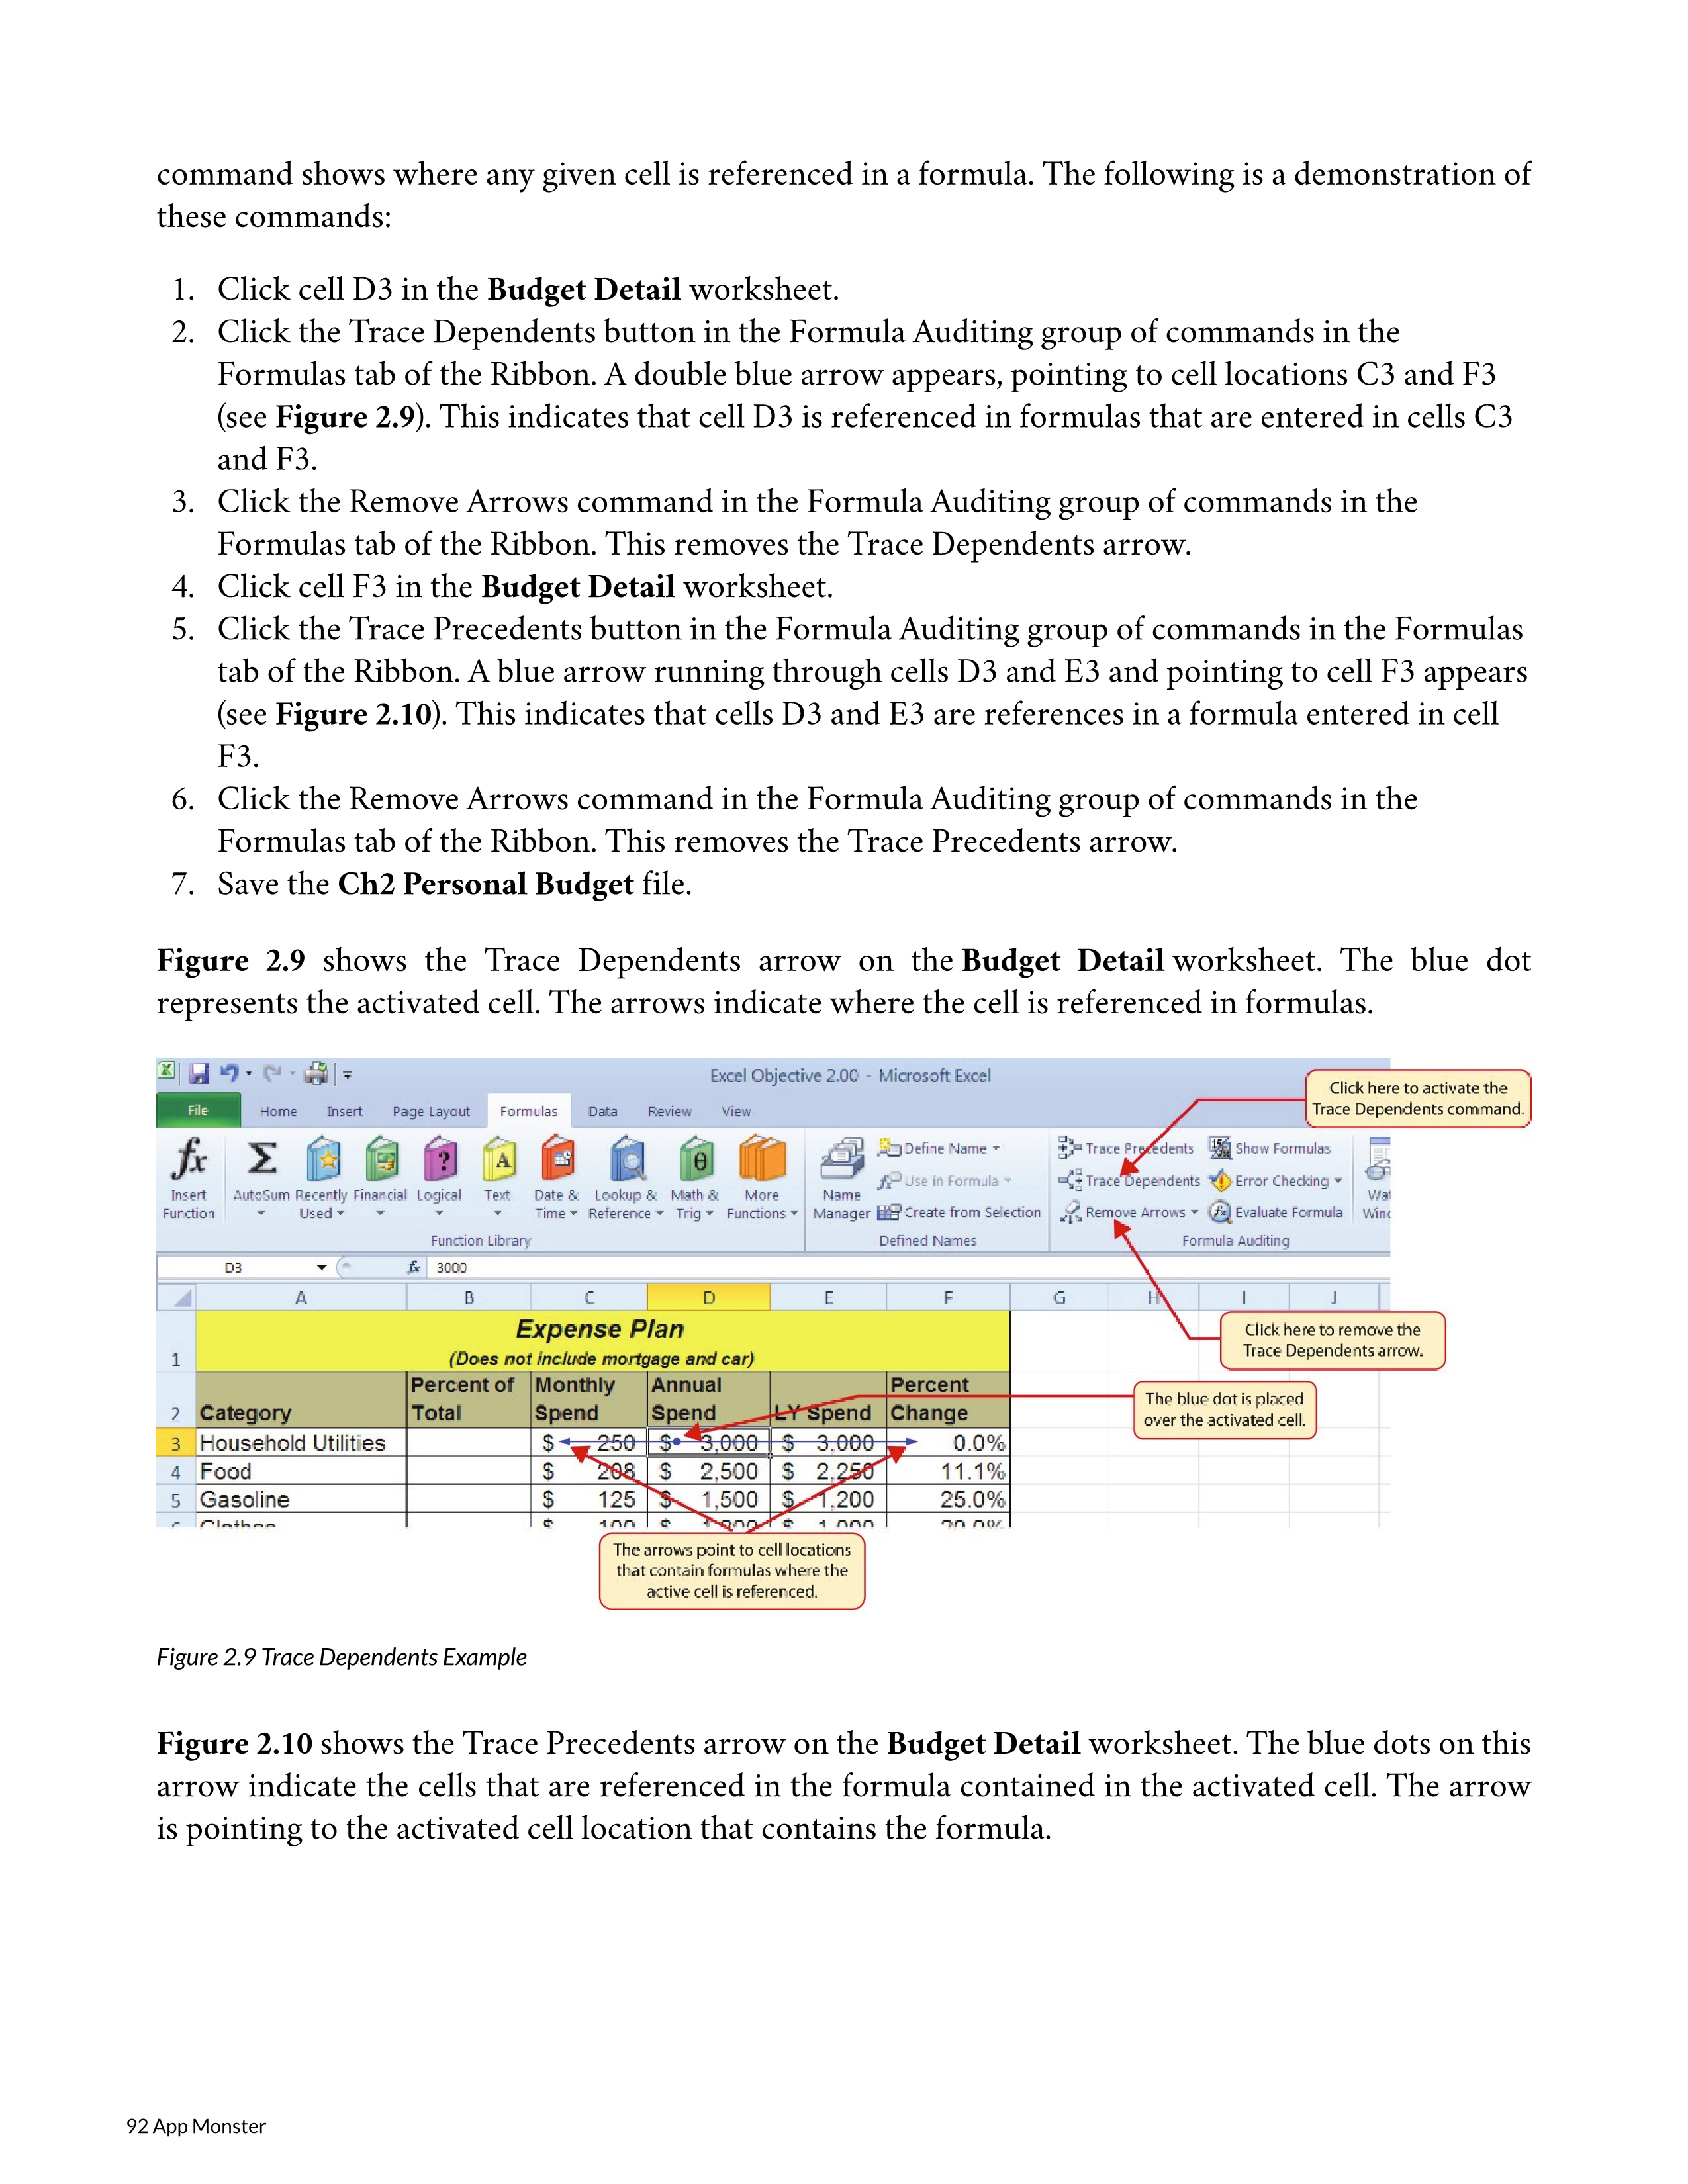 command shows where any given cell is referenced in a formula. The following is a demonstration of
these commands:
1. Click cell D3 in the Budget Detail worksheet.
2. Click the Trace Dependents button in the Formula Auditing group of commands in the
Formulas tab of the Ribbon. A double blue arrow appears, pointing to cell locations C3 and F3
(see Figure 2.9). This indicates that cell D3 is referenced in formulas that are entered in cells C3
and F3.
3. Click the Remove Arrows command in the Formula Auditing group of commands in the
Formulas tab of the Ribbon. This removes the Trace Dependents arrow.
4. Click cell F3 in the Budget Detail worksheet.
5. Click the Trace Precedents button in the Formula Auditing group of commands in the Formulas
tab of the Ribbon. A blue arrow running through cells D3 and E3 and pointing to cell F3 appears
(see Figure 2.10). This indicates that cells D3 and E3 are references in a formula entered in cell
F3.
6. Click the Remove Arrows command in the Formula Auditing group of commands in the
Formulas tab of the Ribbon. This removes the Trace Precedents arrow.
7. Save the Ch2 Personal Budget file.
Figure 2.9 shows the Trace Dependents arrow on the Budget Detail worksheet. The blue dot
represents the activated cell. The arrows indicate where the cell is referenced in formulas.
Excel Objective 2.00 - Microsoft Excel
Click here to activate the
Trace Dependents command.
File Home Insert Page Layout Formulas Data Review View
Trace Precedents Show Formulas
Define Name
Use in Formula
Trace Dependents Error Checking
Insert Function
AutoSum
Recently Used
Financial
Logical
Text
Date & Time
Lookup & Reference
Math & Trig
More Functions
Name Manager
Create from Selection
Remove Arrows Evaluate Formula
Function Library Defined Names Formula Auditing
D3 fx 3000
A B C D E F G H I J
Click here to remove the
Trace Dependents arrow.
1 Expense Plan
(Does not include mortgage and car)
2 Category Percent of Total Monthly Spend Annual Spend LY Spend Percent Change
The blue dot is placed
over the activated cell.
3 Household Utilities $ 250 $ 3,000 $ 3,000 0.0%
4 Food $ 208 $ 2,500 $ 2,250 11.1%
5 Gasoline $ 125 $ 1,500 $ 1,200 25.0%
6 Clothes $ 100 $ 1,200 $ 1,000 20.0%
The arrows point to cell locations
that contain formulas where the
active cell is referenced.
Figure 2.9 Trace Dependents Example
Figure 2.10 shows the Trace Precedents arrow on the Budget Detail worksheet. The blue dots on this
arrow indicate the cells that are referenced in the formula contained in the activated cell. The arrow
is pointing to the activated cell location that contains the formula.
92 App Monster